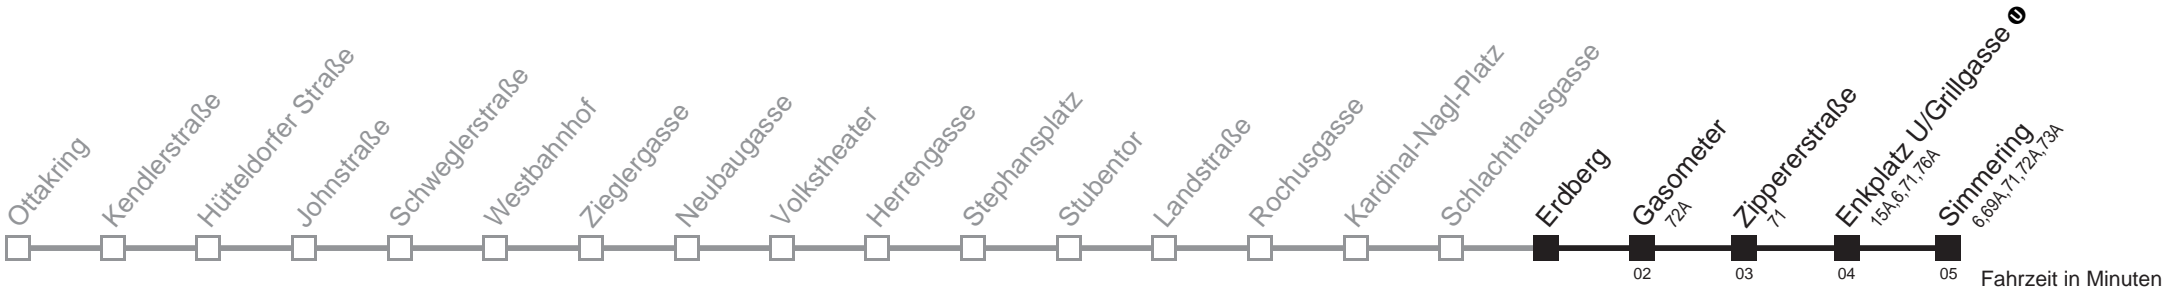 Ottakring
Kendlerstraße
Hütteldorfer Straße
Johnstraße
Schweglerstraße
Westbahnhof
Zieglergasse
Neubaugasse
Volkstheater
Herrengasse
Stephansplatz
Stubentor
Landstraße
Rochusgasse
Kardinal-Nagl-Platz
Schlachthausgasse
Erdberg
Gasometer
72A
Zippererstraße
71
Enkplatz U/Grillgasse U
15A,6,71,76A
Simmering
6,69A,71,72A,73A
02
03
04
05
Fahrzeit in Minuten